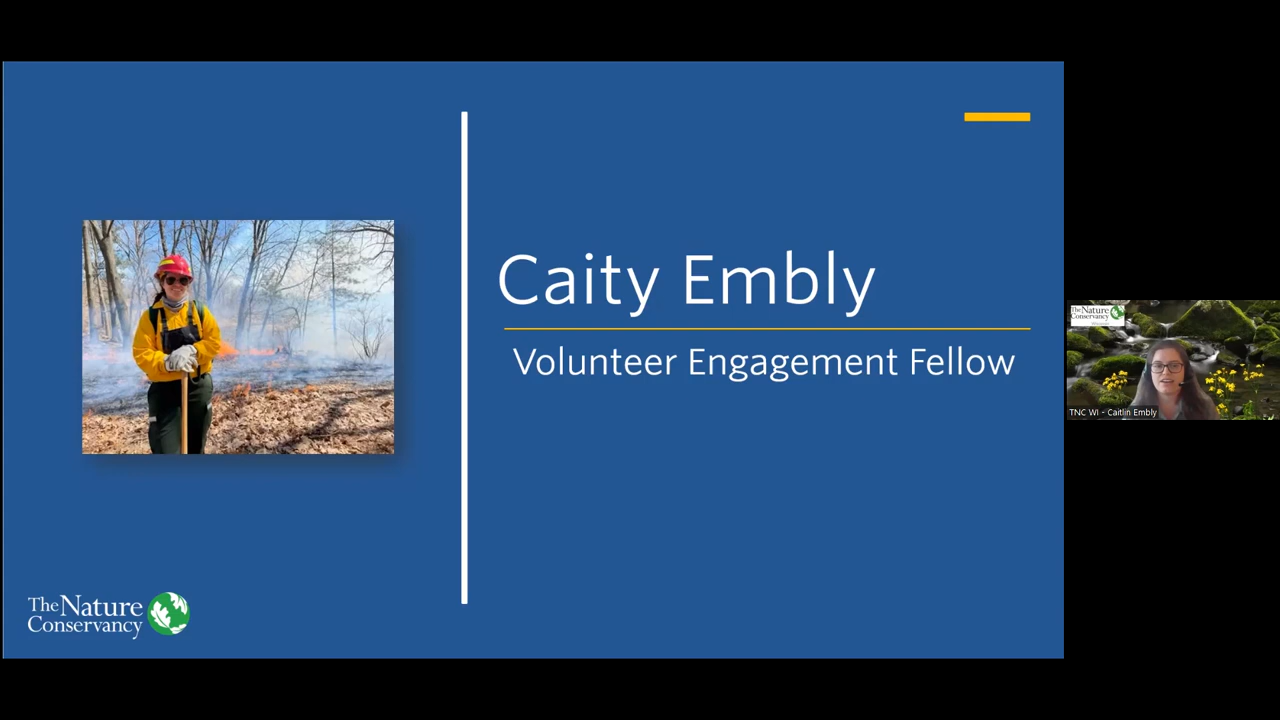 Caity Embly
Volunteer Engagement Fellow
The Nature
Conservancy
The Nature
Conservancy
TNC WI - Caitlin Embly